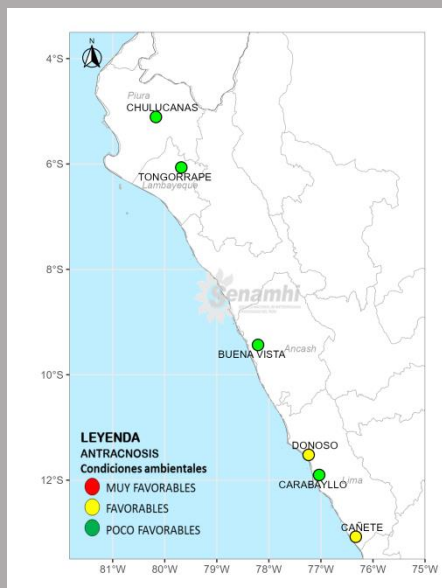 N
4°S
Piura
CHULUCANAS
6°S
TONGORRAPE
Lambayeque
8°S
Senamhi
Ancash
BUENA VISTA
10°S
LEYENDA
ANTRACNOSIS
Condiciones ambientales
MUY FAVORABLES
FAVORABLES
POCO FAVORABLES
DONOSO
12°S
Lima
CARABAYLLO
CAÑETE
81°W
80°W
79°W
78°W
77°W
76°W
75°W